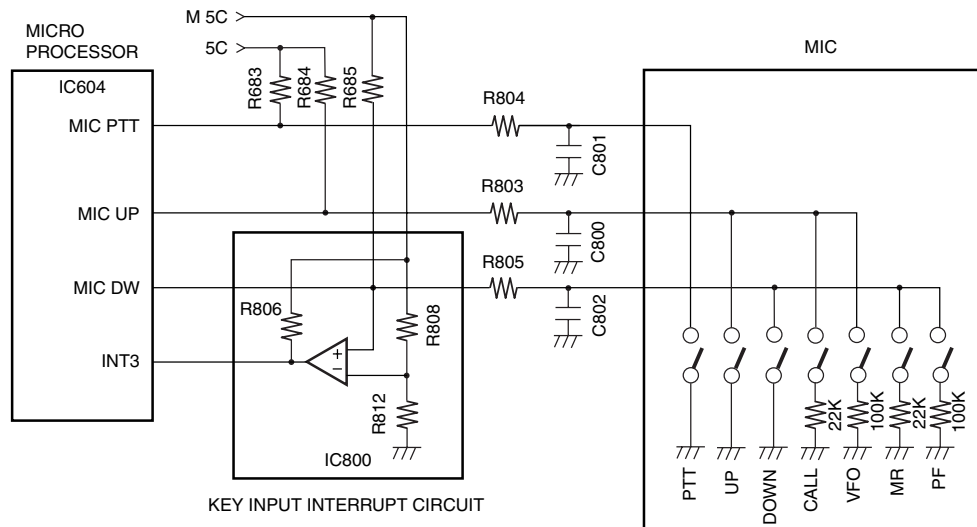 M 5C
MICRO
PROCESSOR
5C
MIC
IC604
R683
R684
R685
R804
MIC PTT
C801
R803
MIC UP
C800
R805
MIC DW
R806
R808
C802
INT3
+
−
R812
22K
100K
22K
100K
IC800
PTT
UP
DOWN
CALL
VFO
MR
PF
KEY INPUT INTERRUPT CIRCUIT